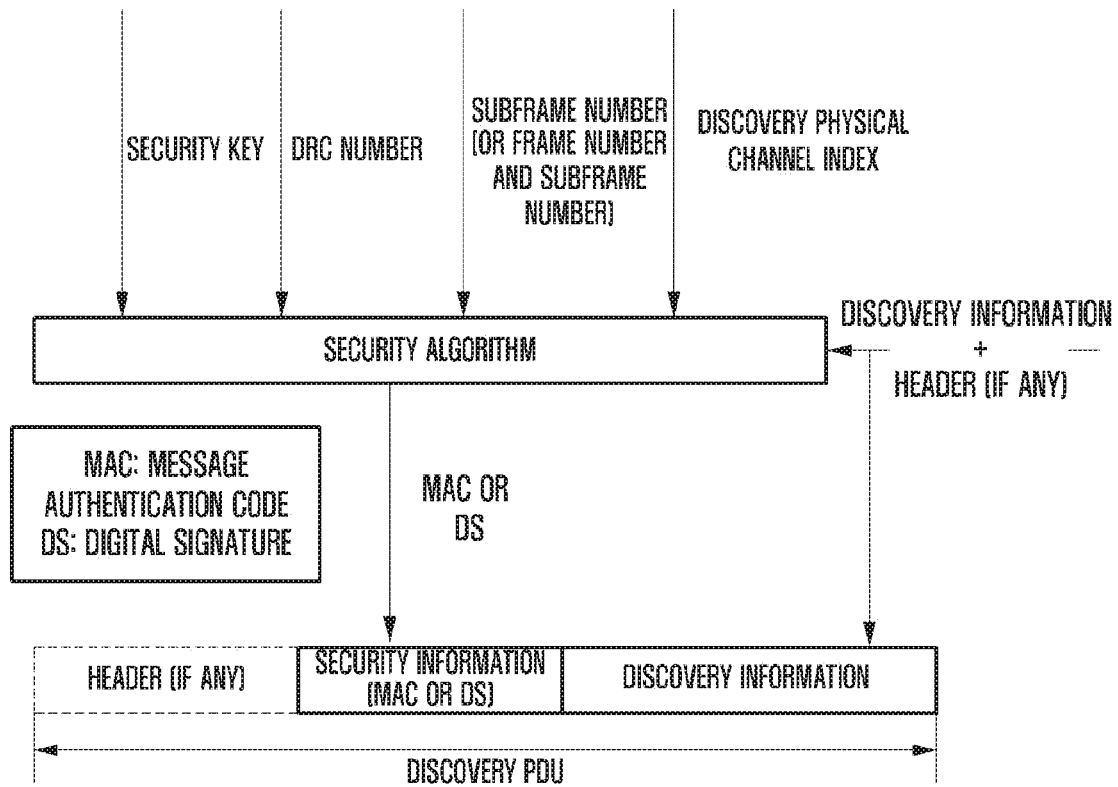 SECURITY KEY
DRC NUMBER
SUBFRAME NUMBER
(OR FRAME NUMBER
AND SUBFRAME
NUMBER)
DISCOVERY PHYSICAL
CHANNEL INDEX
DISCOVERY INFORMATION
+
HEADER (IF ANY)
SECURITY ALGORITHM
MAC: MESSAGE
AUTHENTICATION CODE
DS: DIGITAL SIGNATURE
MAC OR
DS
HEADER (IF ANY)
SECURITY INFORMATION
(MAC OR DS)
DISCOVERY INFORMATION
DISCOVERY PDU